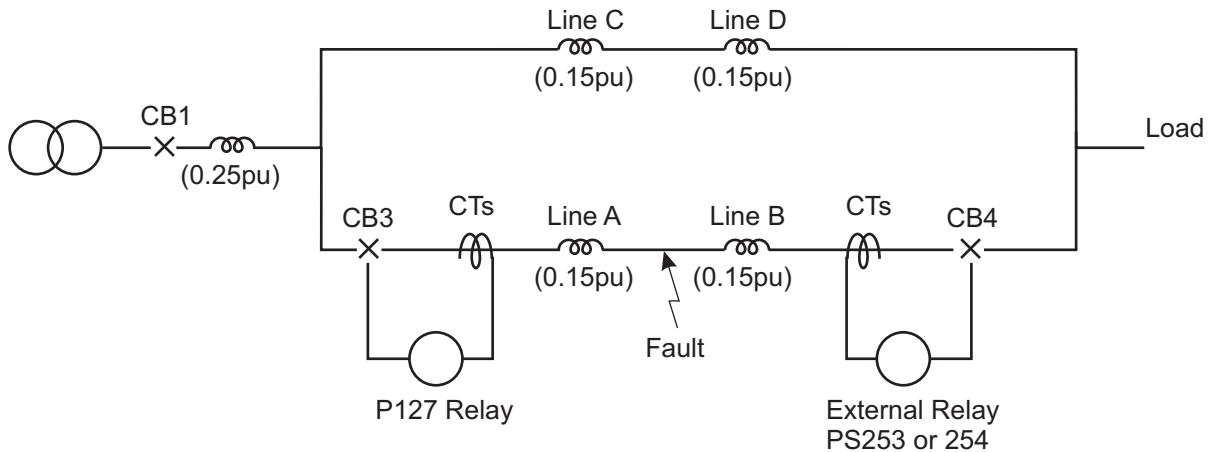 Line C
Line D
(0.15pu)
(0.15pu)
CB1
(0.25pu)
Load
CB3
CTs
Line A
Line B
CTs
CB4
(0.15pu)
(0.15pu)
Fault
P127 Relay
External Relay
PS253 or 254